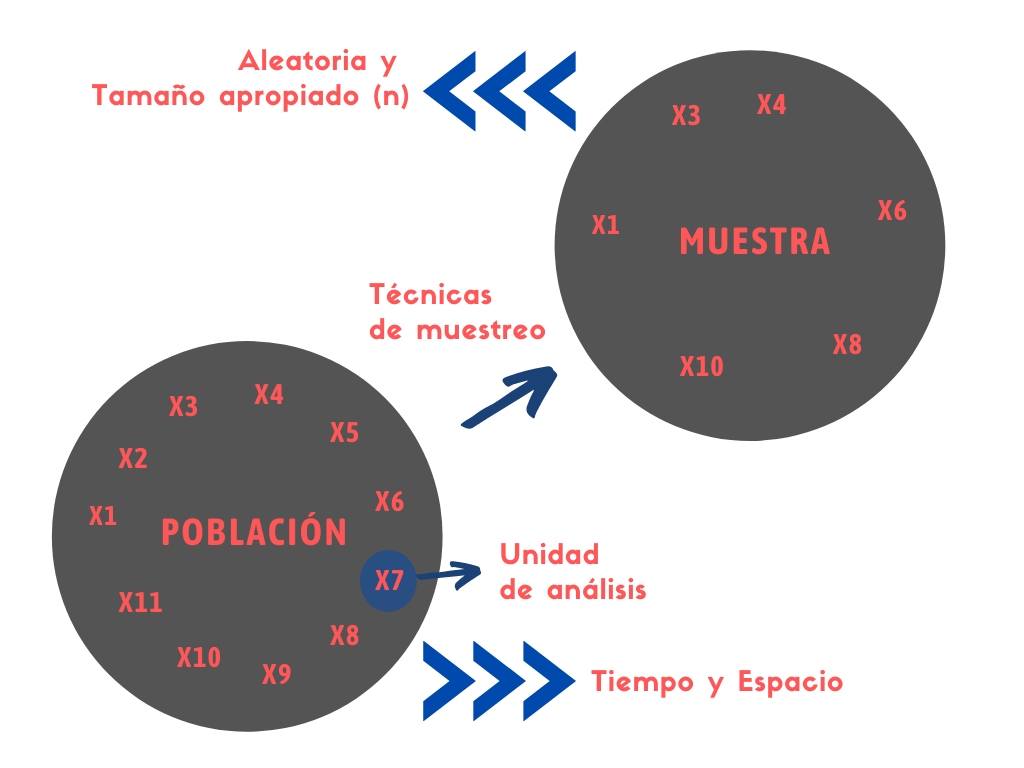 Aleatoria y
Tamaño apropiado (n)
X3
X4
X1
X6
MUESTRA
X8
X10
Técnicas
de muestreo
X4
X3
X5
X2
X6
X1
POBLACIÓN
X7
X11
X8
X10
X9
Unidad
de análisis
Tiempo y Espacio